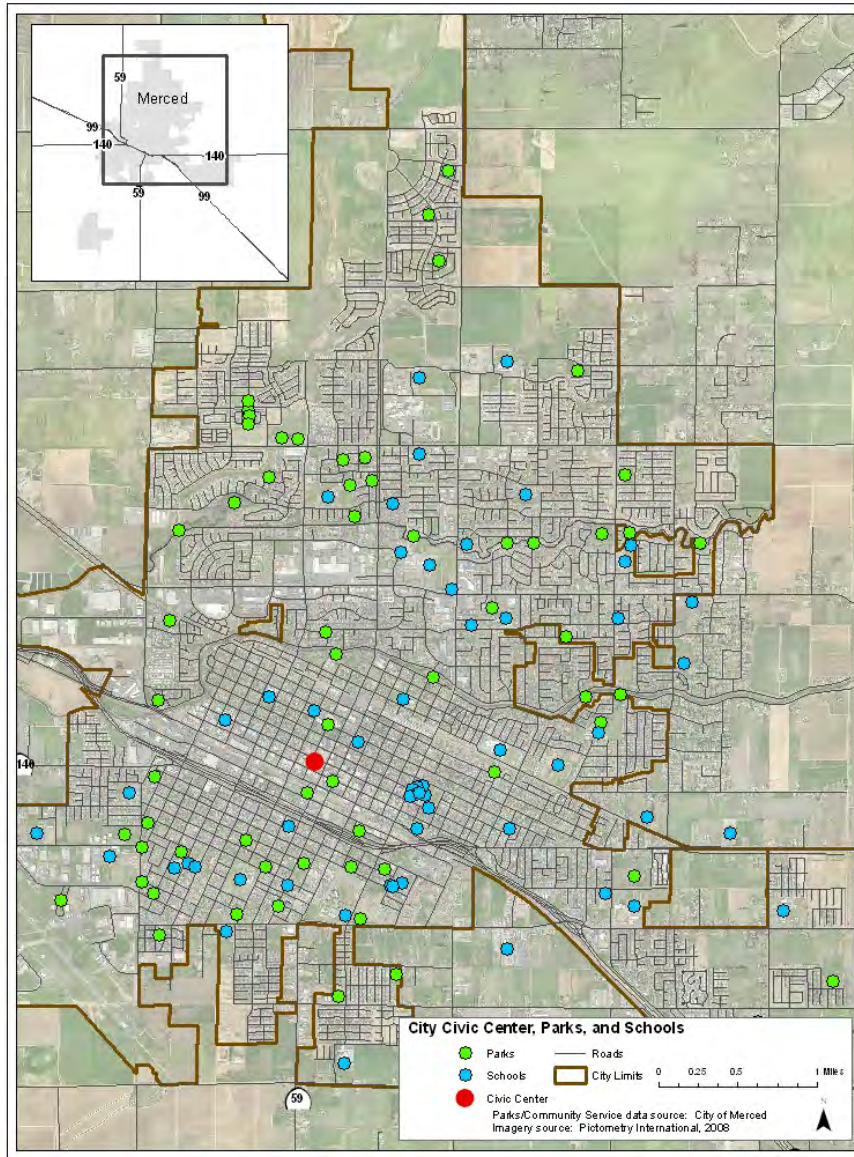 59
Merced
99
140
140
59
99
140
59
City Civic Center, Parks, and Schools
Parks
Roads
Schools
City Limits
0 0.25 0.5 1 Miles
Civic Center
N
Parks/Community Service data source: City of Merced
Imagery source: Pictometry International, 2008